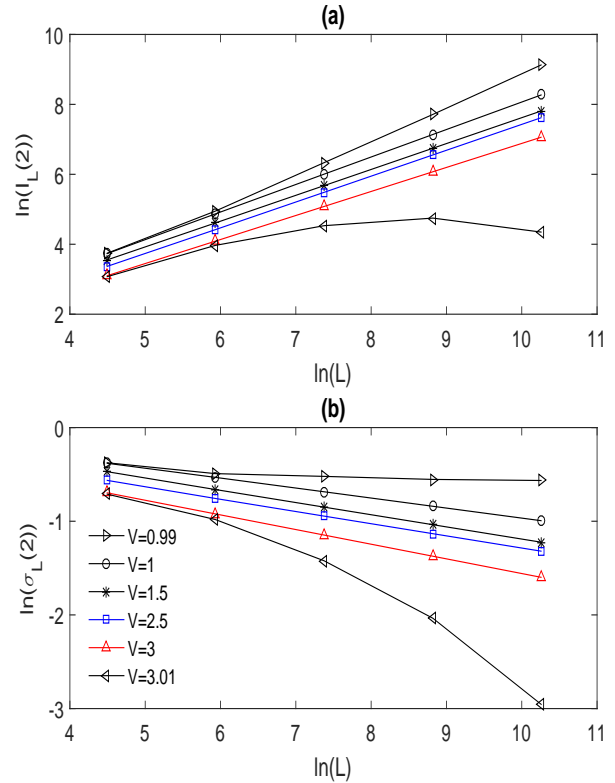 (a)
10
8
6
4
2
ln(I_L(2))
4 5 6 7 8 9 10 11
ln(L)
(b)
0
-1
-2
-3
ln(σ_L(2))
V=0.99
V=1
V=1.5
V=2.5
V=3
V=3.01
4 5 6 7 8 9 10 11
ln(L)